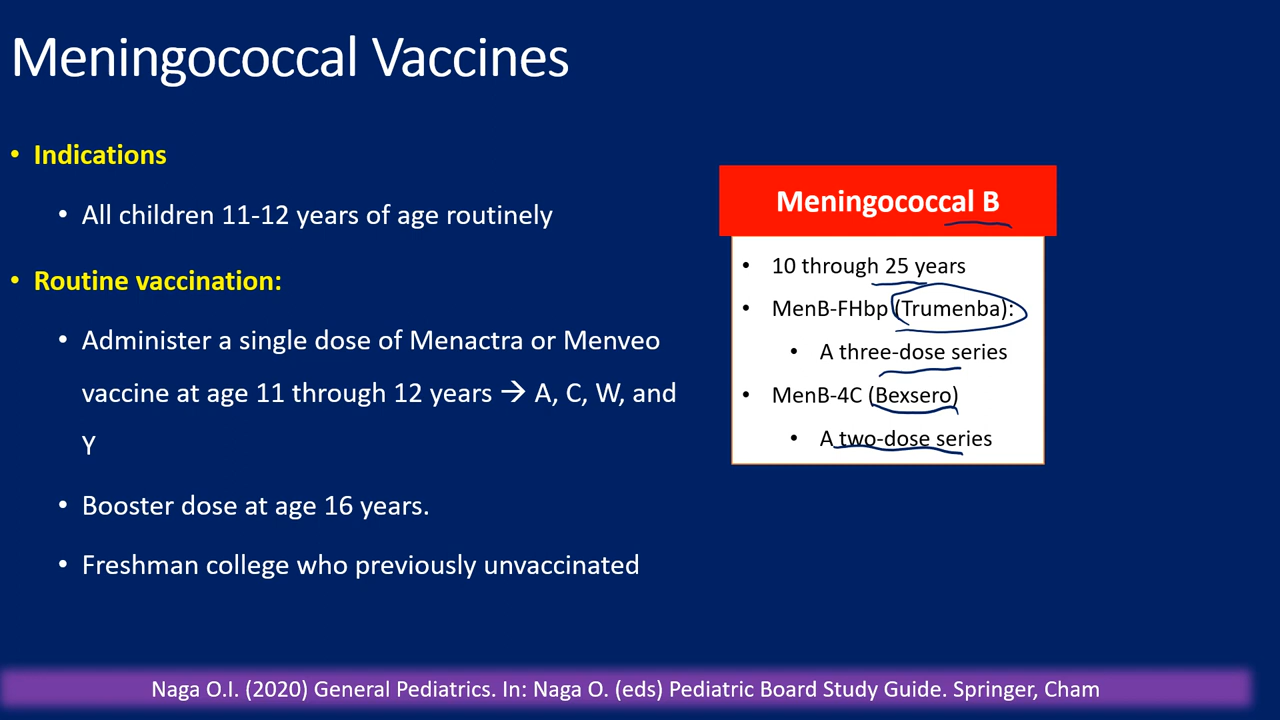 Meningococcal Vaccines
• Indications
• All children 11-12 years of age routinely
• Routine vaccination:
• Administer a single dose of Menactra or Menveo
vaccine at age 11 through 12 years → A, C, W, and
Y
• Booster dose at age 16 years.
• Freshman college who previously unvaccinated
Meningococcal B
• 10 through 25 years
• MenB-FHbp (Trumenba):
• A three-dose series
• MenB-4C (Bexsero)
• A two-dose series
Naga O.I. (2020) General Pediatrics. In: Naga O. (eds) Pediatric Board Study Guide. Springer, Cham